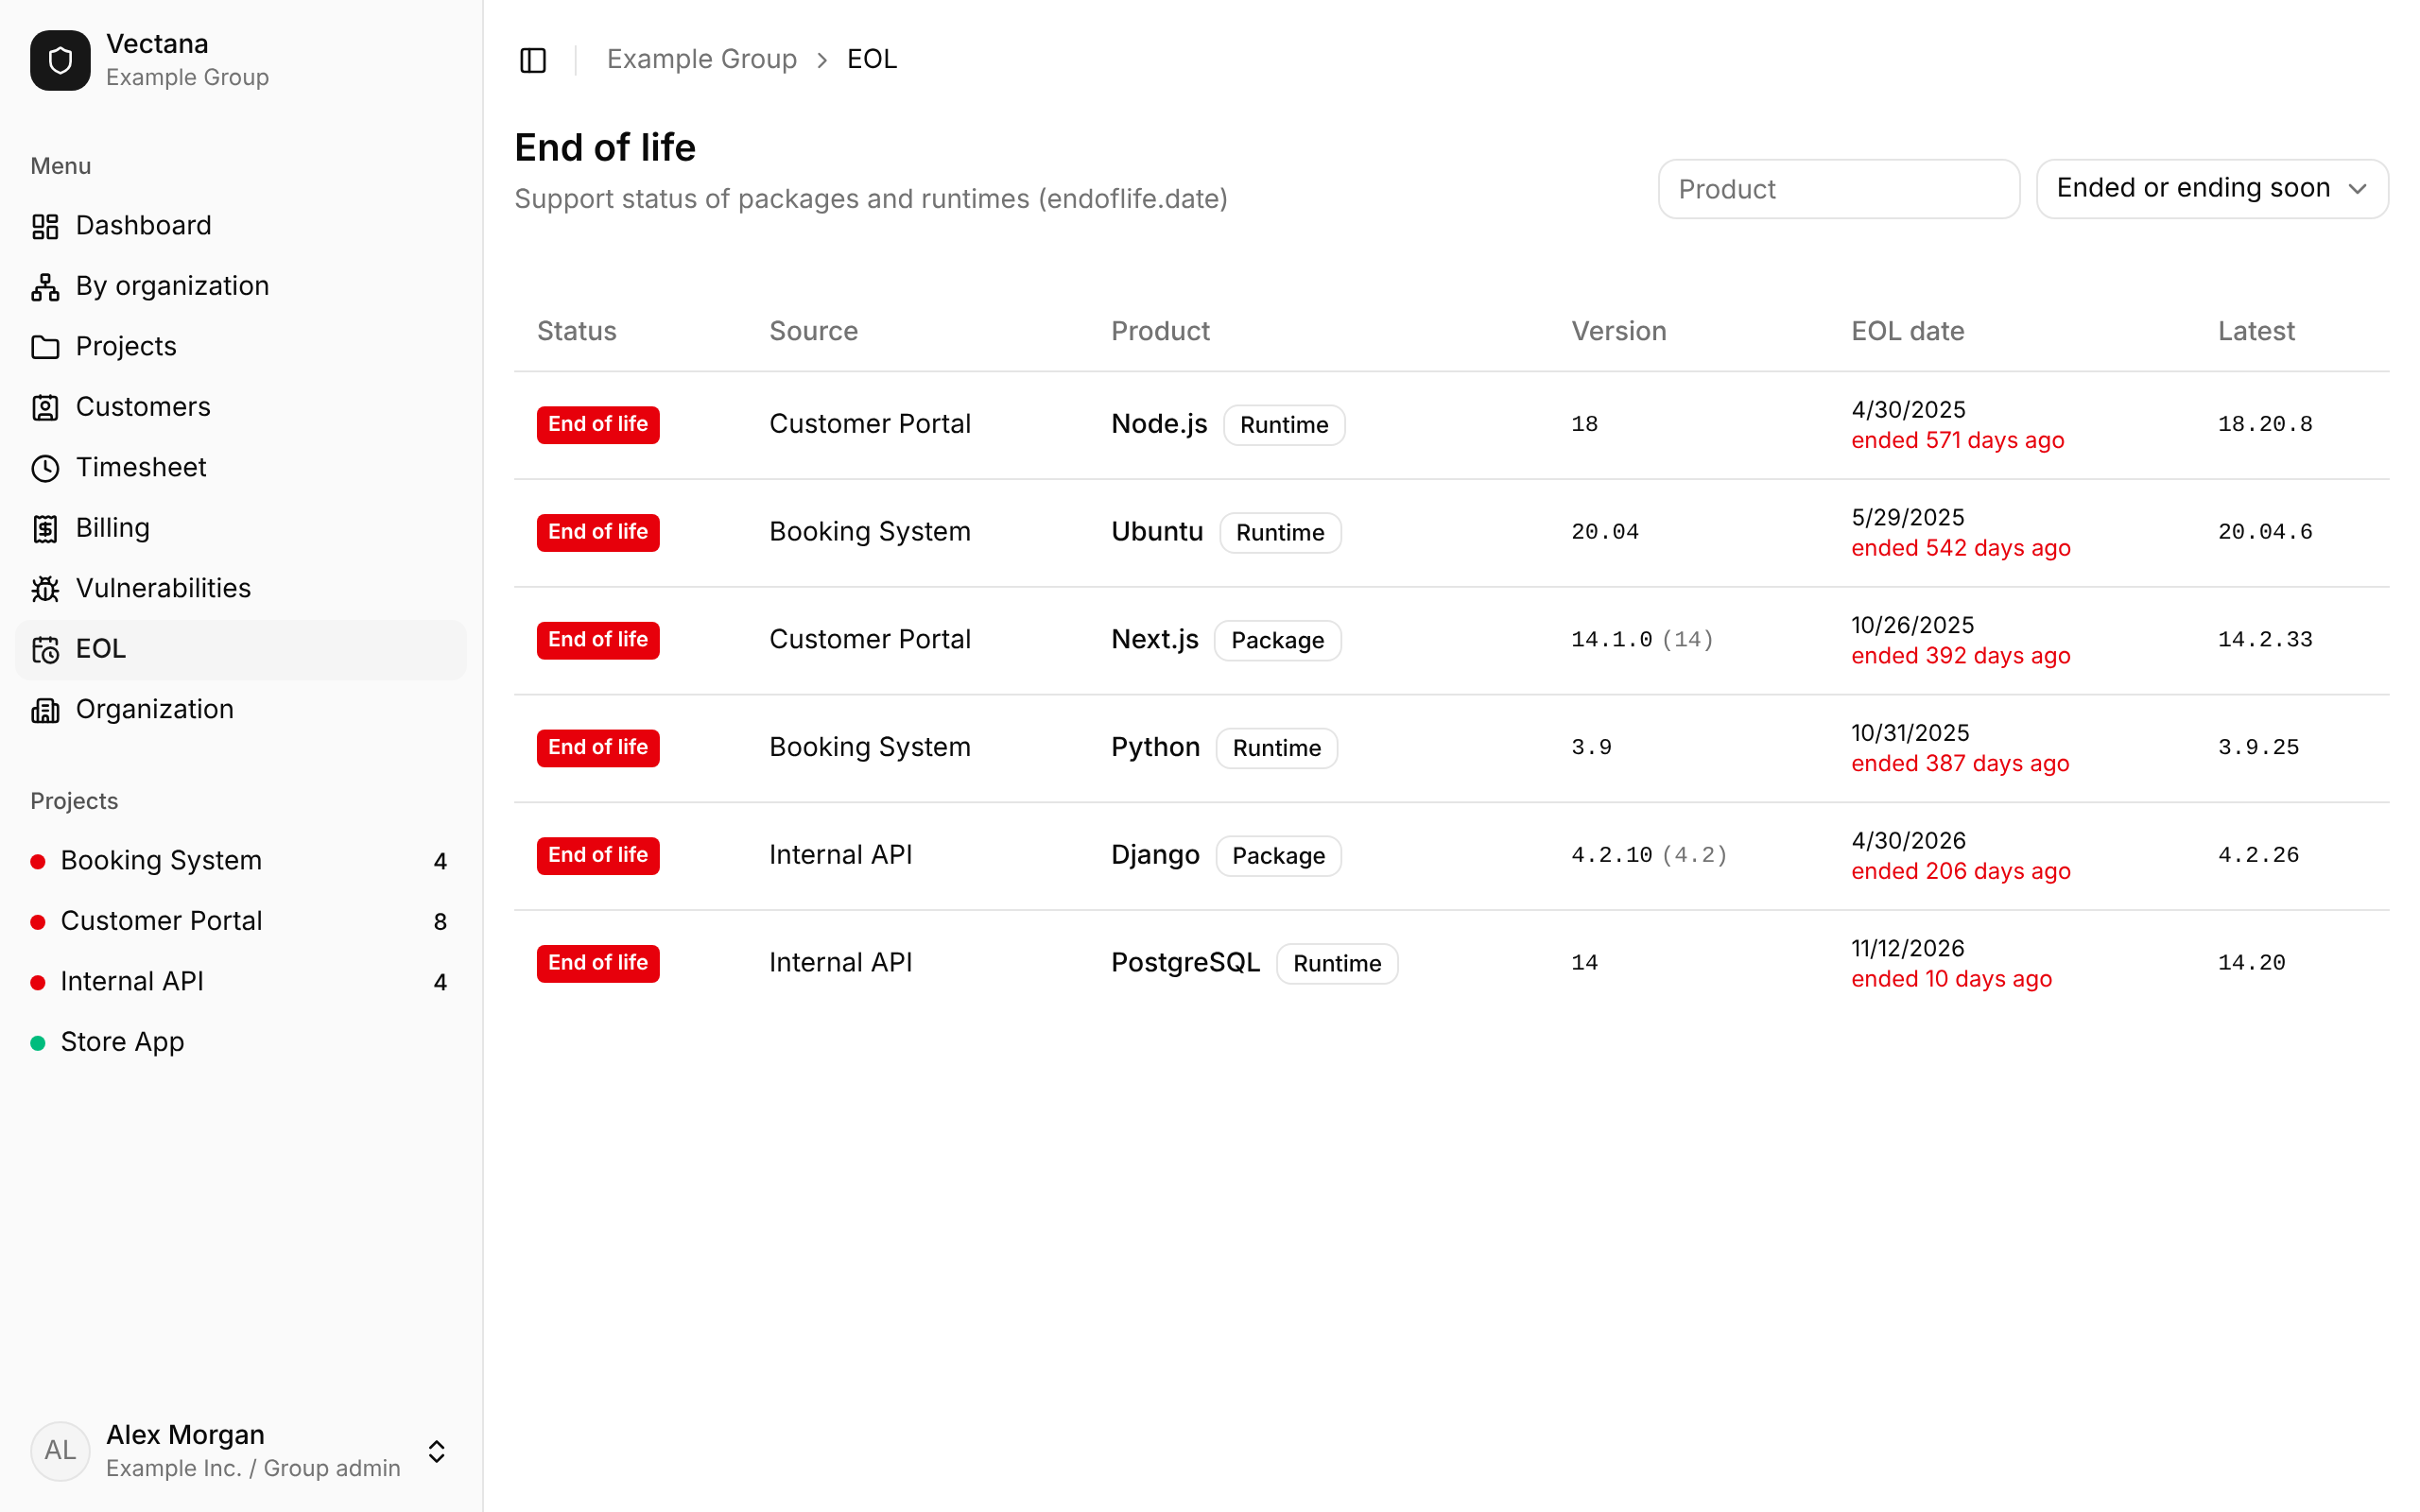 Vectana
Example Group
Menu
Dashboard
By organization
Projects
Customers
Timesheet
Billing
Vulnerabilities
EOL
Organization
Projects
Booking System 4
Customer Portal 8
Internal API 4
Store App
AL
Alex Morgan
Example Inc. / Group admin
Example Group > EOL
End of life
Support status of packages and runtimes (endoflife.date)
Product
Ended or ending soon
Status Source Product Version EOL date Latest
End of life Customer Portal Node.js Runtime 18 4/30/2025 18.20.8
ended 571 days ago
End of life Booking System Ubuntu Runtime 20.04 5/29/2025 20.04.6
ended 542 days ago
End of life Customer Portal Next.js Package 14.1.0 (14) 10/26/2025 14.2.33
ended 392 days ago
End of life Booking System Python Runtime 3.9 10/31/2025 3.9.25
ended 387 days ago
End of life Internal API Django Package 4.2.10 (4.2) 4/30/2026 4.2.26
ended 206 days ago
End of life Internal API PostgreSQL Runtime 14 11/12/2026 14.20
ended 10 days ago